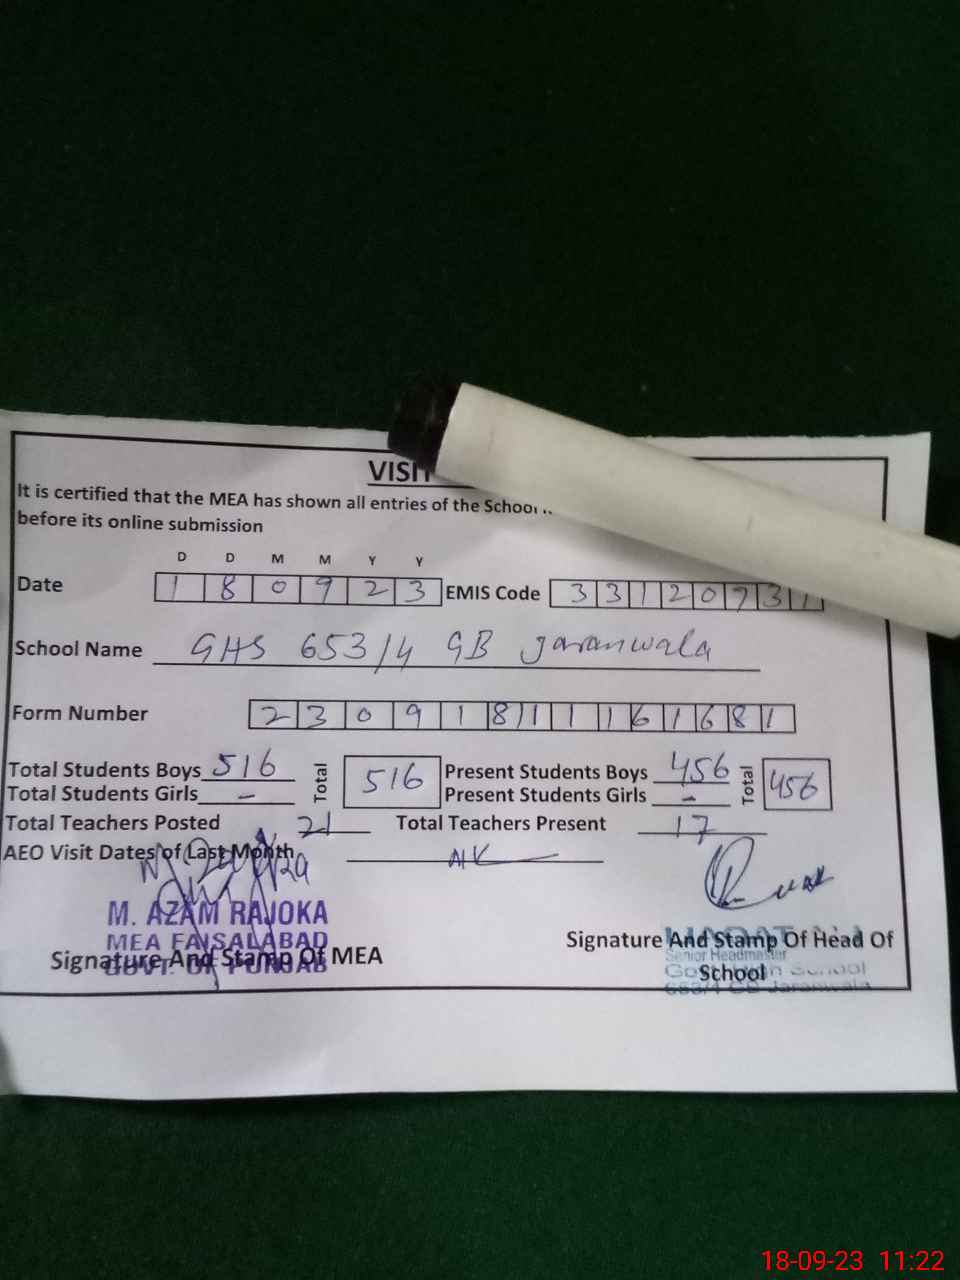 VISIT
It is certified that the MEA has shown all entries of the School
before its online submission
D D M M Y Y
Date 1 8 0 9 2 3 EMIS Code 3 3 1 2 0 7 3 1
School Name GHS 653/4 GB Jaranwala
Form Number 2 3 0 9 1 8 1 1 1 6 1 6 8 1
Total Students Boys 516 Total 516 Present Students Boys 456 Total 456
Total Students Girls - Present Students Girls -
Total Teachers Posted 21 Total Teachers Present 17
AEO Visit Dates of Last Month
M. AZAM RAJOKA
MEA FAISALABAD
GOVT. OF PUNJAB
Signature And Stamp Of MEA
Signature And Stamp Of Head Of
School
Senior Headmaster
School
653/4 GB Jaranwala
18-09-23 11:22